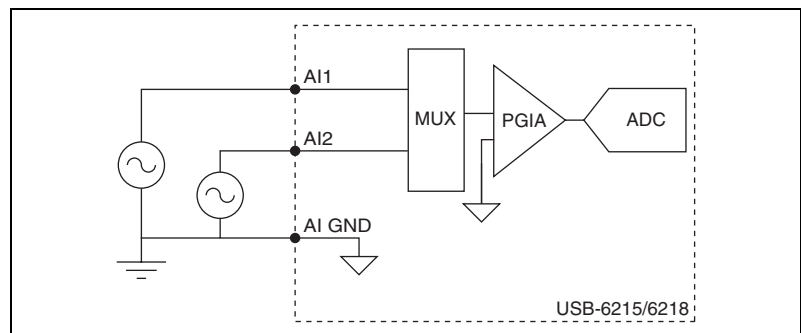 AI1
MUX
PGIA
ADC
AI2
AI GND
USB-6215/6218